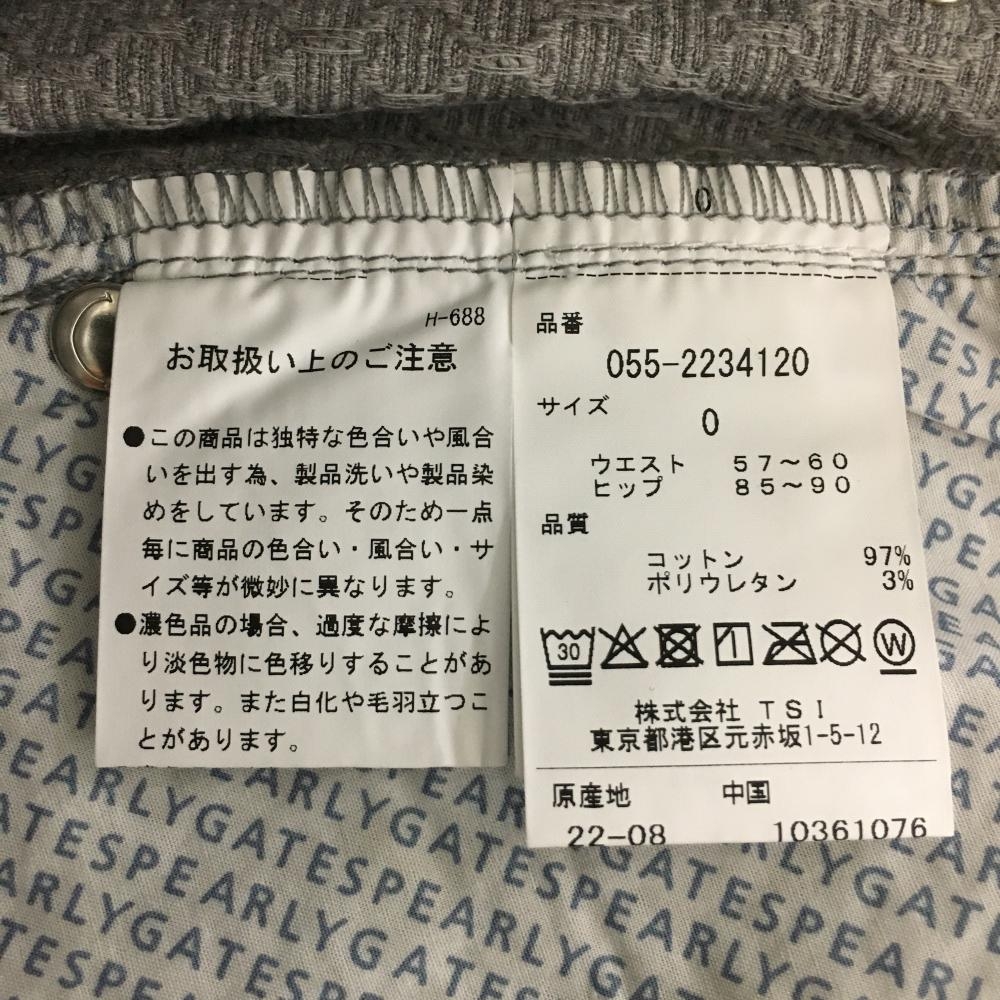 0
H-688
お取扱い上のご注意
●この商品は独特な色合いや風合
いを出す為、製品洗いや製品染
めをしています。そのため一点
毎に商品の色合い・風合い・サ
イズ等が微妙に異なります。
●濃色品の場合、過度な摩擦によ
り淡色物に色移りすることがあ
ります。また白化や毛羽立つこ
とがあります。
品番
055-2234120
サイズ
0
ウエスト 57～60
ヒップ 85～90
品質
コットン 97%
ポリウレタン 3%
30
W
株式会社 TSI
東京都港区元赤坂1-5-12
原産地 中国
22-08 10361076
PEARLYGATESPEARLYGATESPEARLYGATES